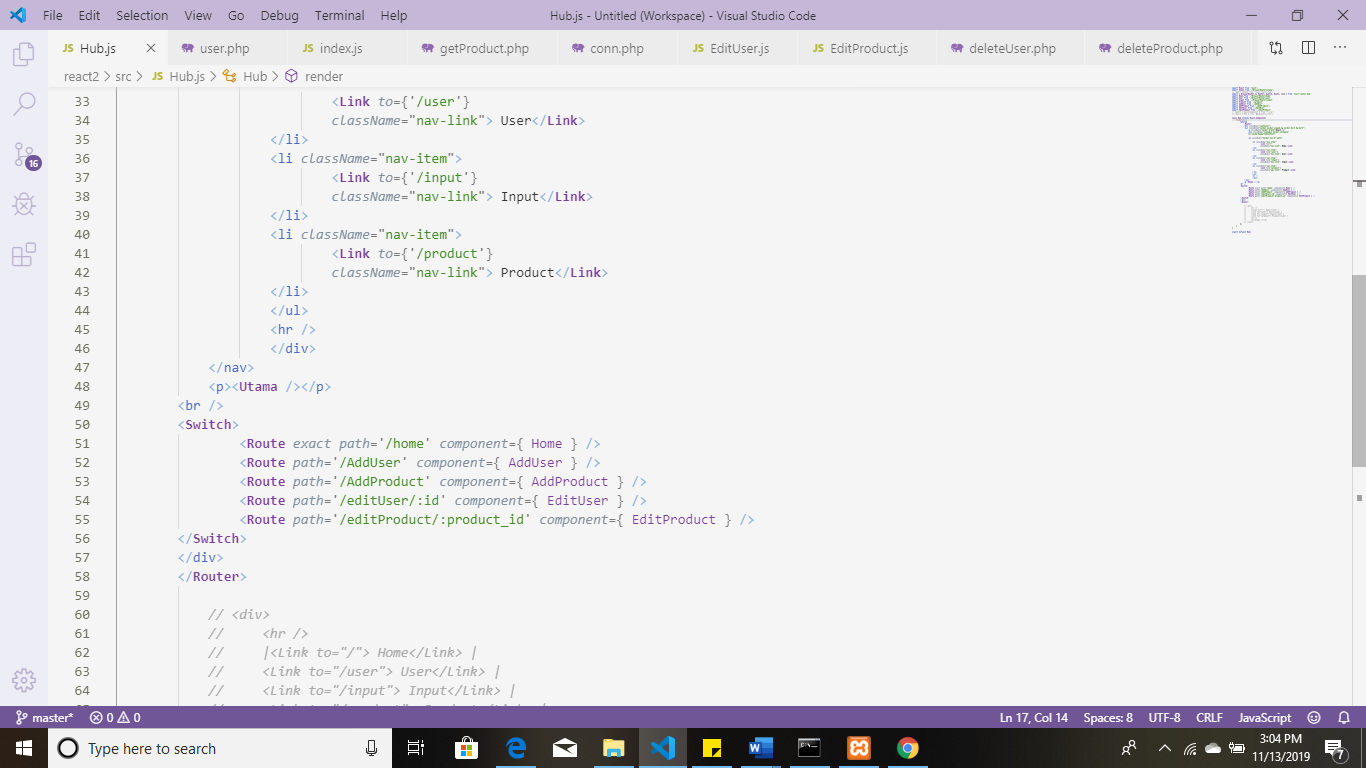 File Edit Selection View Go Debug Terminal Help Hub.js - Untitled (Workspace) - Visual Studio Code
JS Hub.js user.php JS index.js getProduct.php conn.php JS EditUser.js JS EditProduct.js deleteUser.php deleteProduct.php
react2 > src > JS Hub.js > Hub > render
33 <Link to={'/user'}
34 className="nav-link"> User</Link>
35 </li>
36 <li className="nav-item">
37 <Link to={'/input'}
38 className="nav-link"> Input</Link>
39 </li>
40 <li className="nav-item">
41 <Link to={'/product'}
42 className="nav-link"> Product</Link>
43 </li>
44 </ul>
45 <hr />
46 </div>
47 </nav>
48 <p><Utama /></p>
49 <br />
50 <Switch>
51 <Route exact path='/home' component={ Home } />
52 <Route path='/AddUser' component={ AddUser } />
53 <Route path='/AddProduct' component={ AddProduct } />
54 <Route path='/editUser/:id' component={ EditUser } />
55 <Route path='/editProduct/:product_id' component={ EditProduct } />
56 </Switch>
57 </div>
58 </Router>
59
60 // <div>
61 // <hr />
62 // |<Link to="/"> Home</Link> |
63 // <Link to="/user"> User</Link> |
64 // <Link to="/input"> Input</Link> |
16
master* 0 0 Ln 17, Col 14 Spaces: 8 UTF-8 CRLF JavaScript
Type here to search
3:04 PM
11/13/2019
7